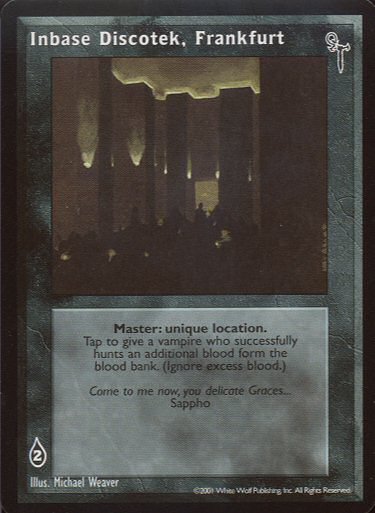 Inbase Discotek, Frankfurt
Master: unique location.
Tap to give a vampire who successfully
hunts an additional blood form the
blood bank. (Ignore excess blood.)
Come to me now, you delicate Graces...
Sappho
2
Illus. Michael Weaver
©2001 White Wolf Publishing, Inc. All Rights Reserved.